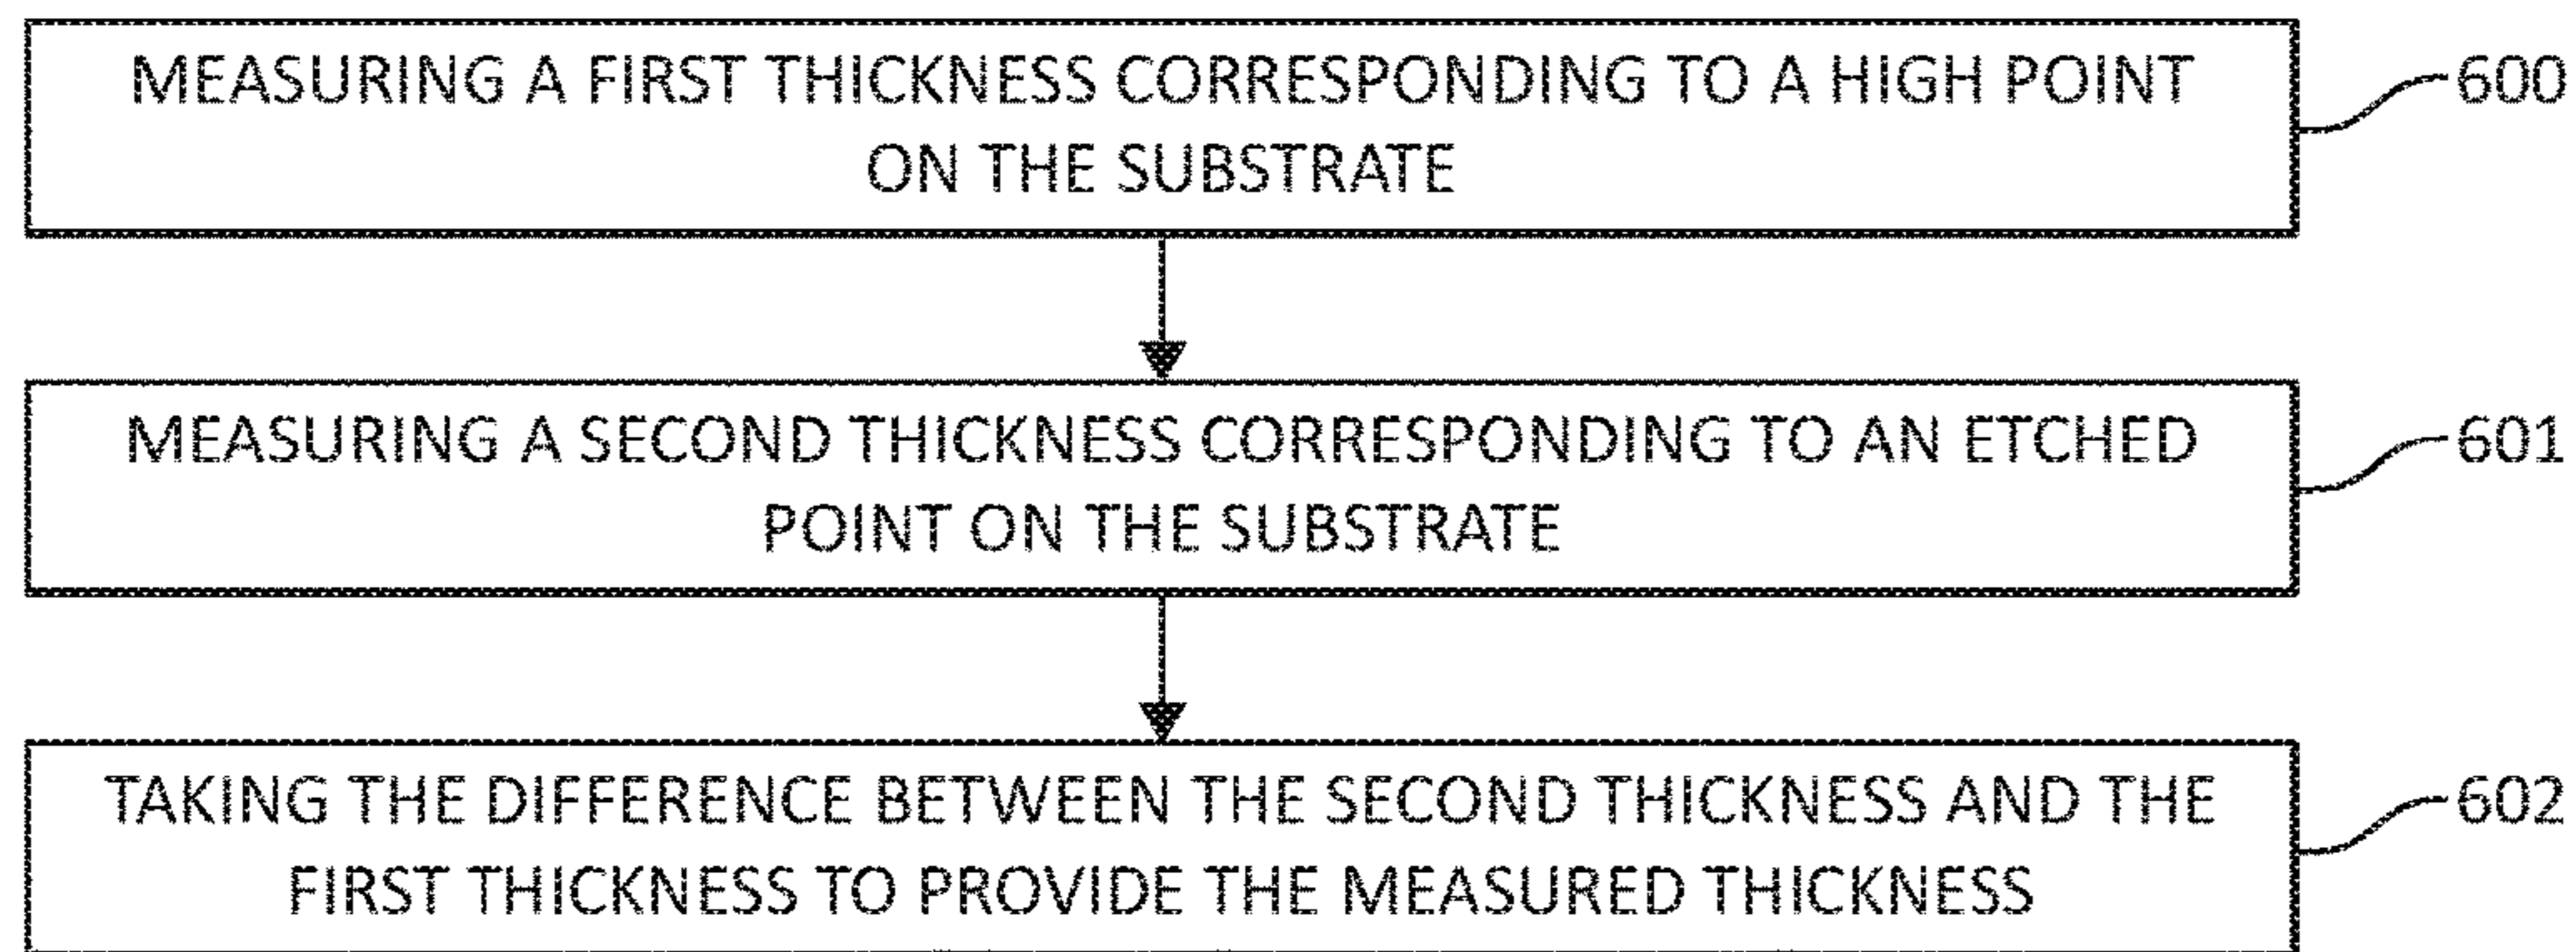 MEASURING A FIRST THICKNESS CORRESPONDING TO A HIGH POINT
ON THE SUBSTRATE
600
MEASURING A SECOND THICKNESS CORRESPONDING TO AN ETCHED
POINT ON THE SUBSTRATE
601
TAKING THE DIFFERENCE BETWEEN THE SECOND THICKNESS AND THE
FIRST THICKNESS TO PROVIDE THE MEASURED THICKNESS
602